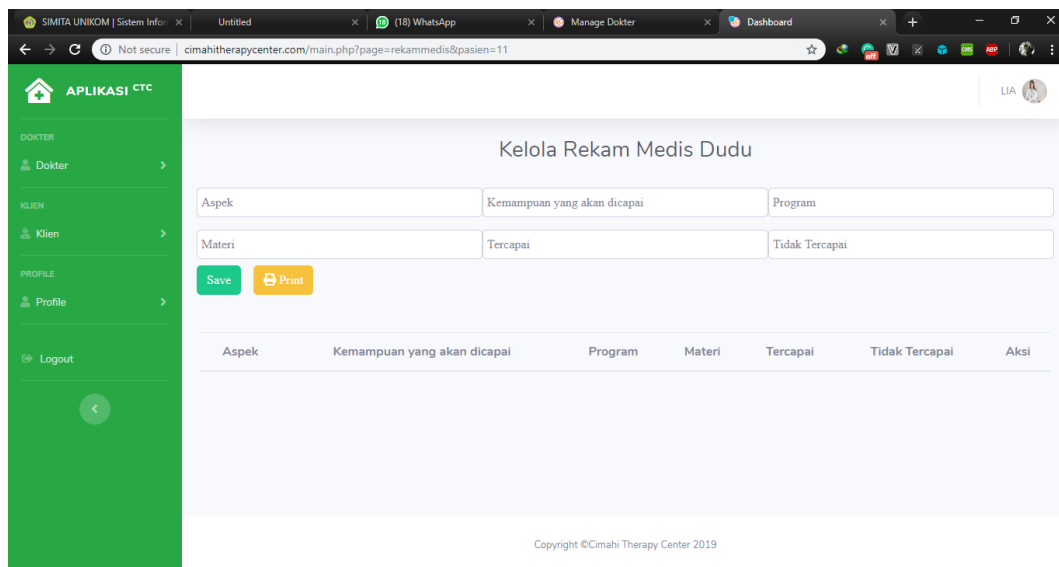 SIMITA UNIKOM | Sistem Infor
Untitled
(18) WhatsApp
Manage Dokter
Dashboard
Not secure | cimahitherapycenter.com/main.php?page=rekammedis&pasien=11
off
CORS
ABP
APLIKASI CTC
LIA
DOKTER
Dokter
KLIEN
Klien
PROFILE
Profile
Logout
Kelola Rekam Medis Dudu
Aspek Kemampuan yang akan dicapai Program
Materi Tercapai Tidak Tercapai
Save Print
Aspek Kemampuan yang akan dicapai Program Materi Tercapai Tidak Tercapai Aksi
Copyright ©Cimahi Therapy Center 2019